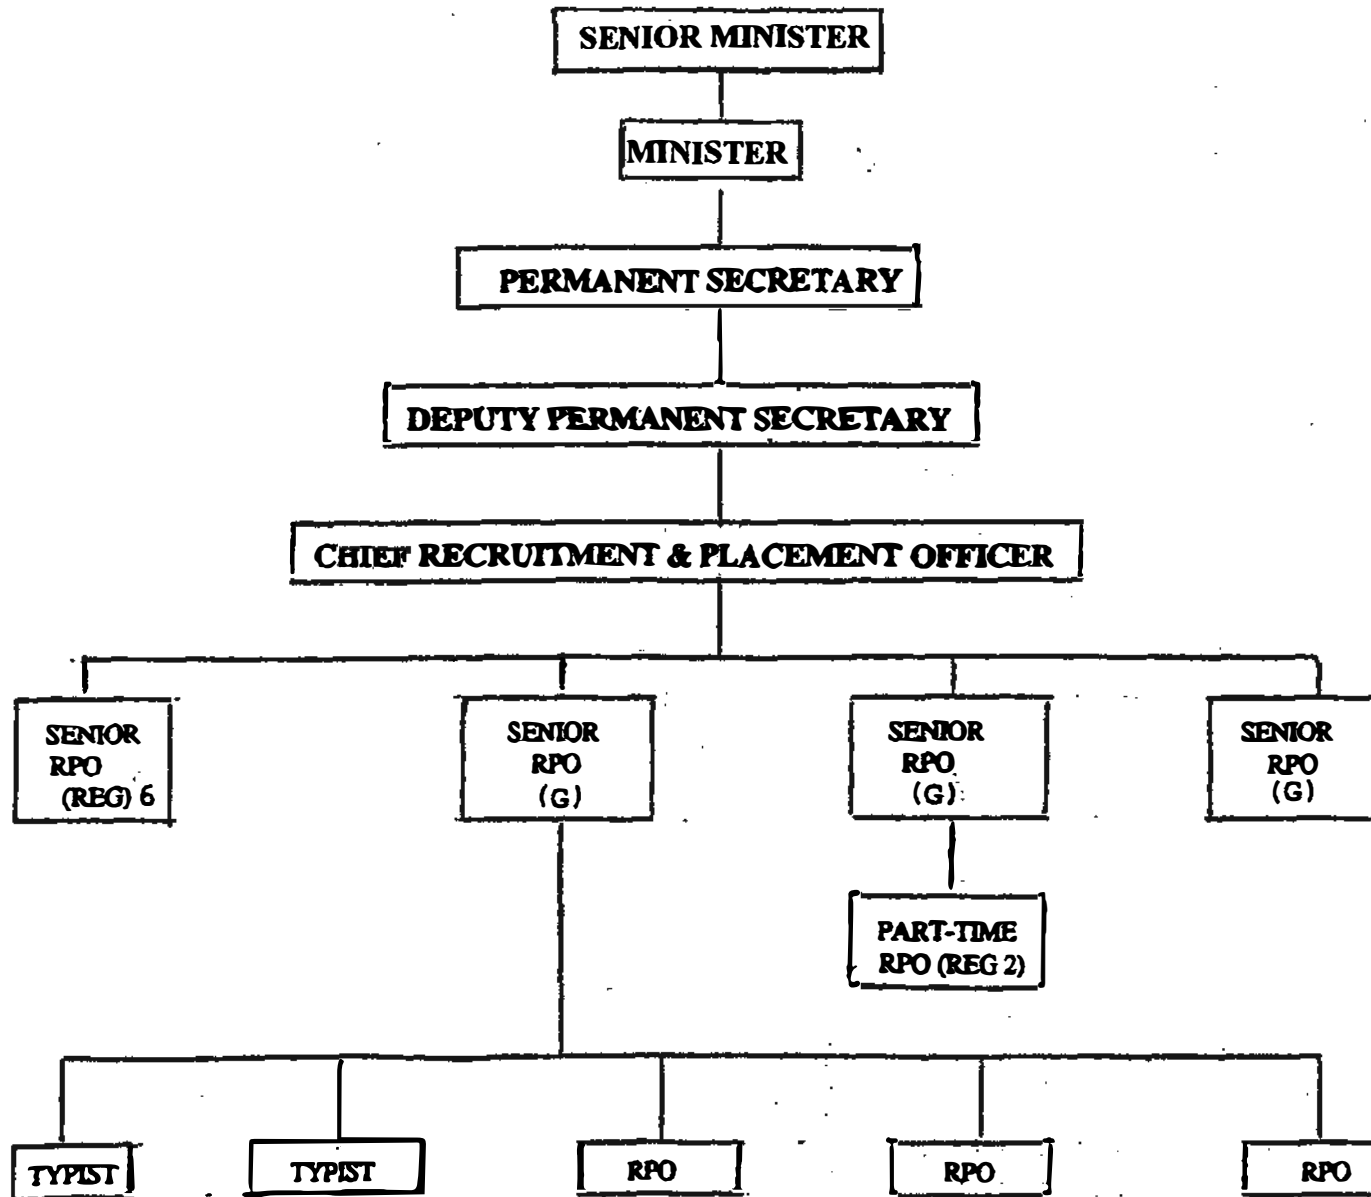 SENIOR MINISTER
MINISTER
PERMANENT SECRETARY
DEPUTY PERMANENT SECRETARY
CHIEF RECRUITMENT & PLACEMENT OFFICER
SENIOR
RPO
(REG) 6
SENIOR
RPO
(G)
SENIOR
RPO
(G)
SENIOR
RPO
(G)
PART-TIME
RPO (REG 2)
TYPIST
TYPIST
RPO
RPO
RPO